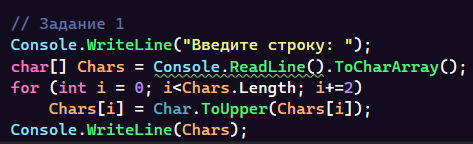 // Задание 1
Console.WriteLine("Введите строку: ");
char[] Chars = Console.ReadLine().ToCharArray();
for (int i = 0; i<Chars.Length; i+=2)
    Chars[i] = Char.ToUpper(Chars[i]);
Console.WriteLine(Chars);